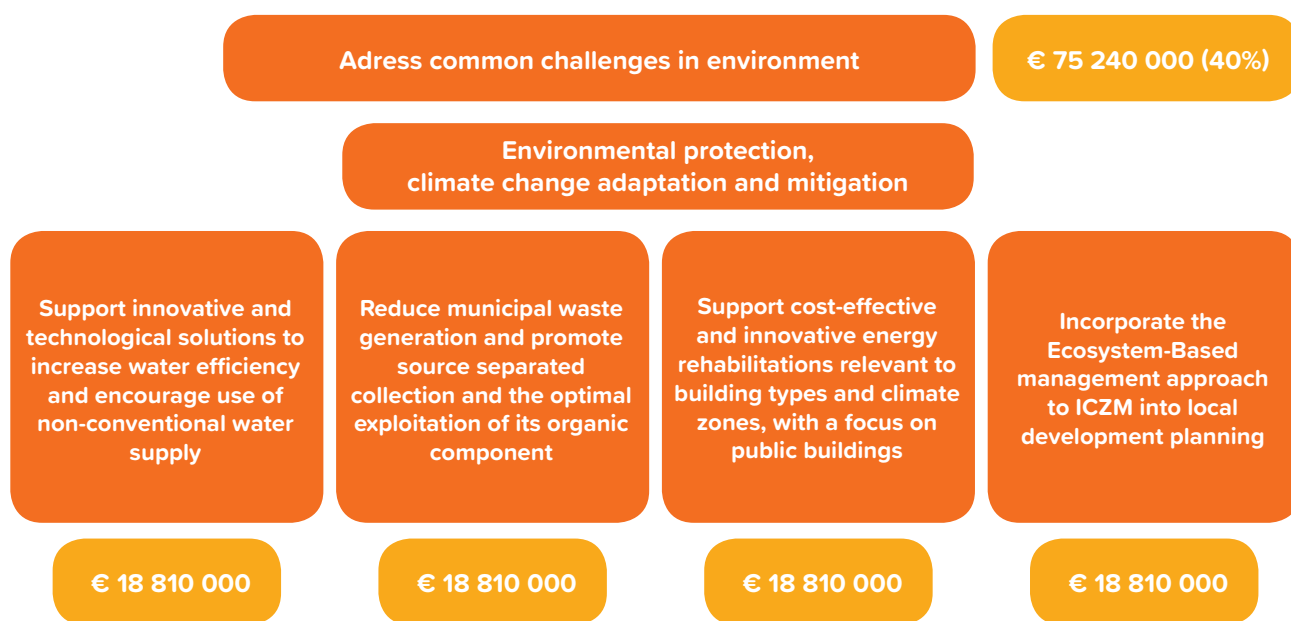 Adress common challenges in environment
€ 75 240 000 (40%)
Environmental protection,
climate change adaptation and mitigation
Support innovative and
technological solutions to
increase water efficiency
and encourage use of
non-conventional water
supply
Reduce municipal waste
generation and promote
source separated
collection and the optimal
exploitation of its organic
component
Support cost-effective
and innovative energy
rehabilitations relevant to
building types and climate
zones, with a focus on
public buildings
Incorporate the
Ecosystem-Based
management approach
to ICZM into local
development planning
€ 18 810 000
€ 18 810 000
€ 18 810 000
€ 18 810 000